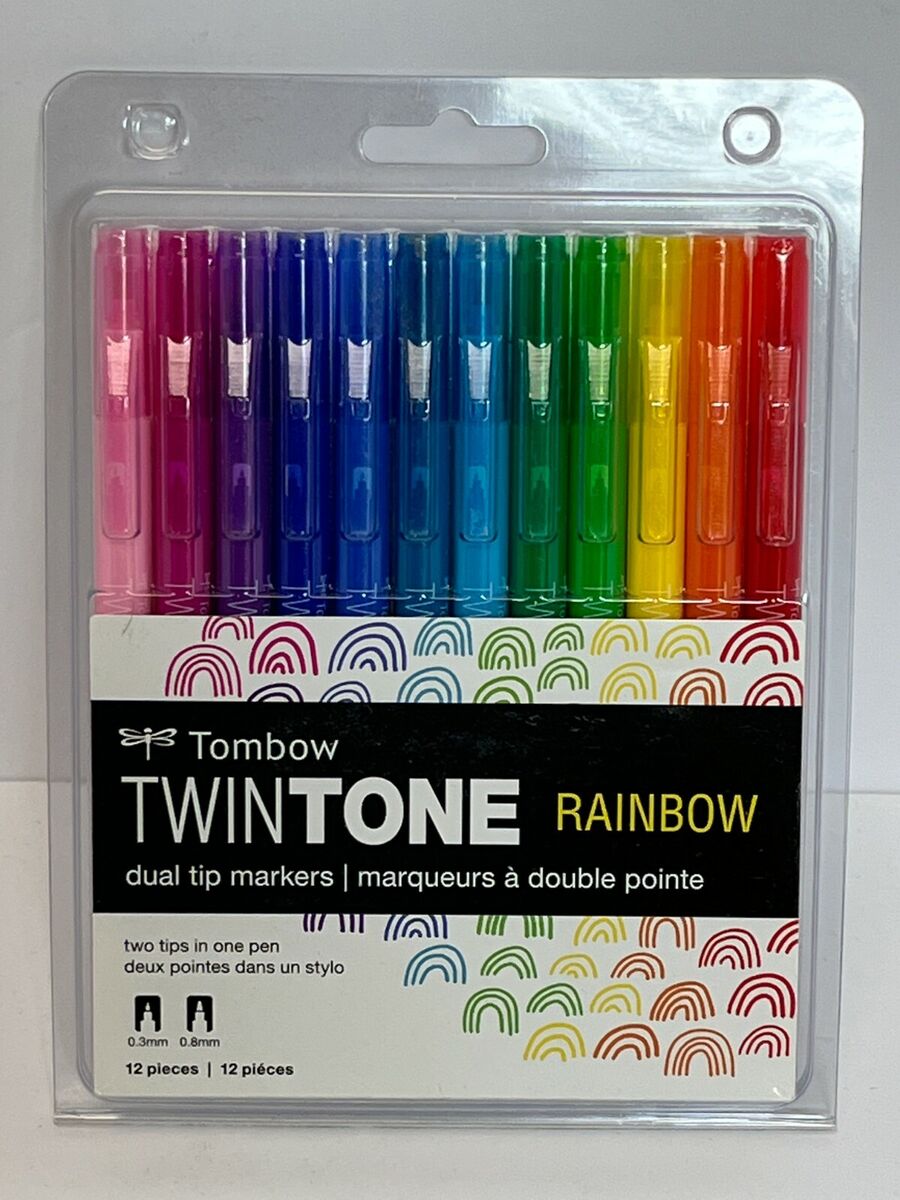 Tombow
TWINTONE RAINBOW
dual tip markers | marqueurs à double pointe
two tips in one pen
deux pointes dans un stylo
0.3mm 0.8mm
12 pieces | 12 piéces